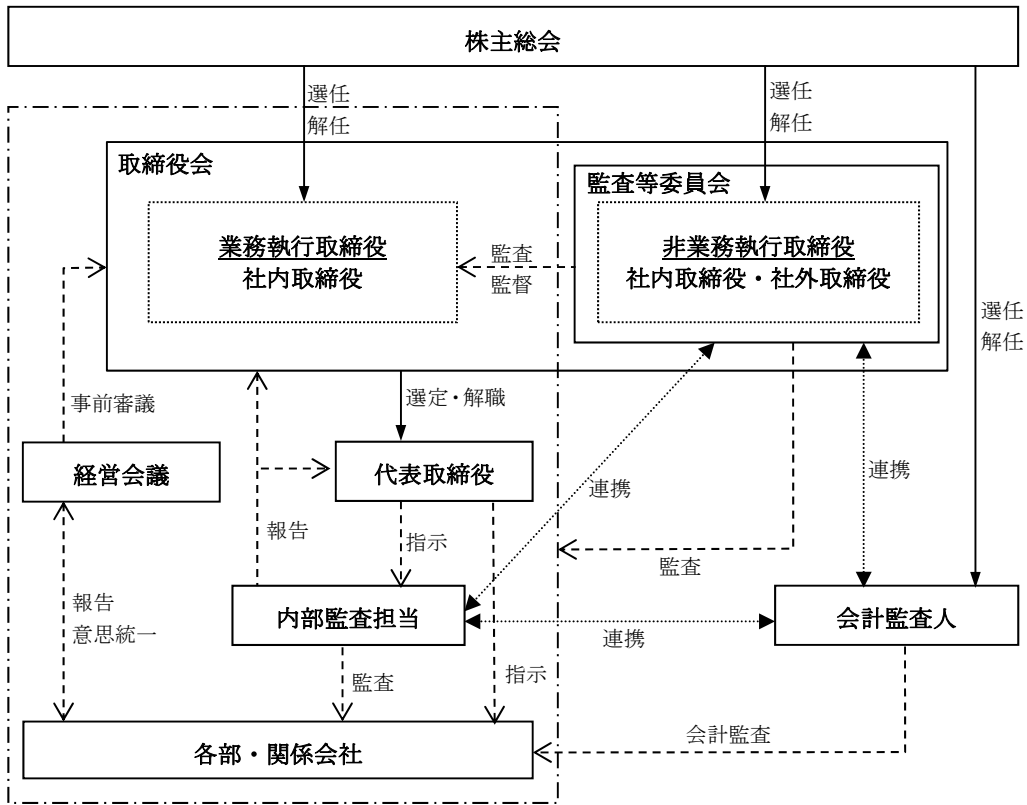 株主総会
選任
解任
選任
解任
取締役会
監査等委員会
業務執行取締役
社内取締役
監査
監督
非業務執行取締役
社内取締役・社外取締役
選任
解任
事前審議
選定・解職
経営会議
代表取締役
連携
連携
報告
指示
監査
報告
意思統一
内部監査担当
会計監査人
連携
監査
指示
会計監査
各部・関係会社